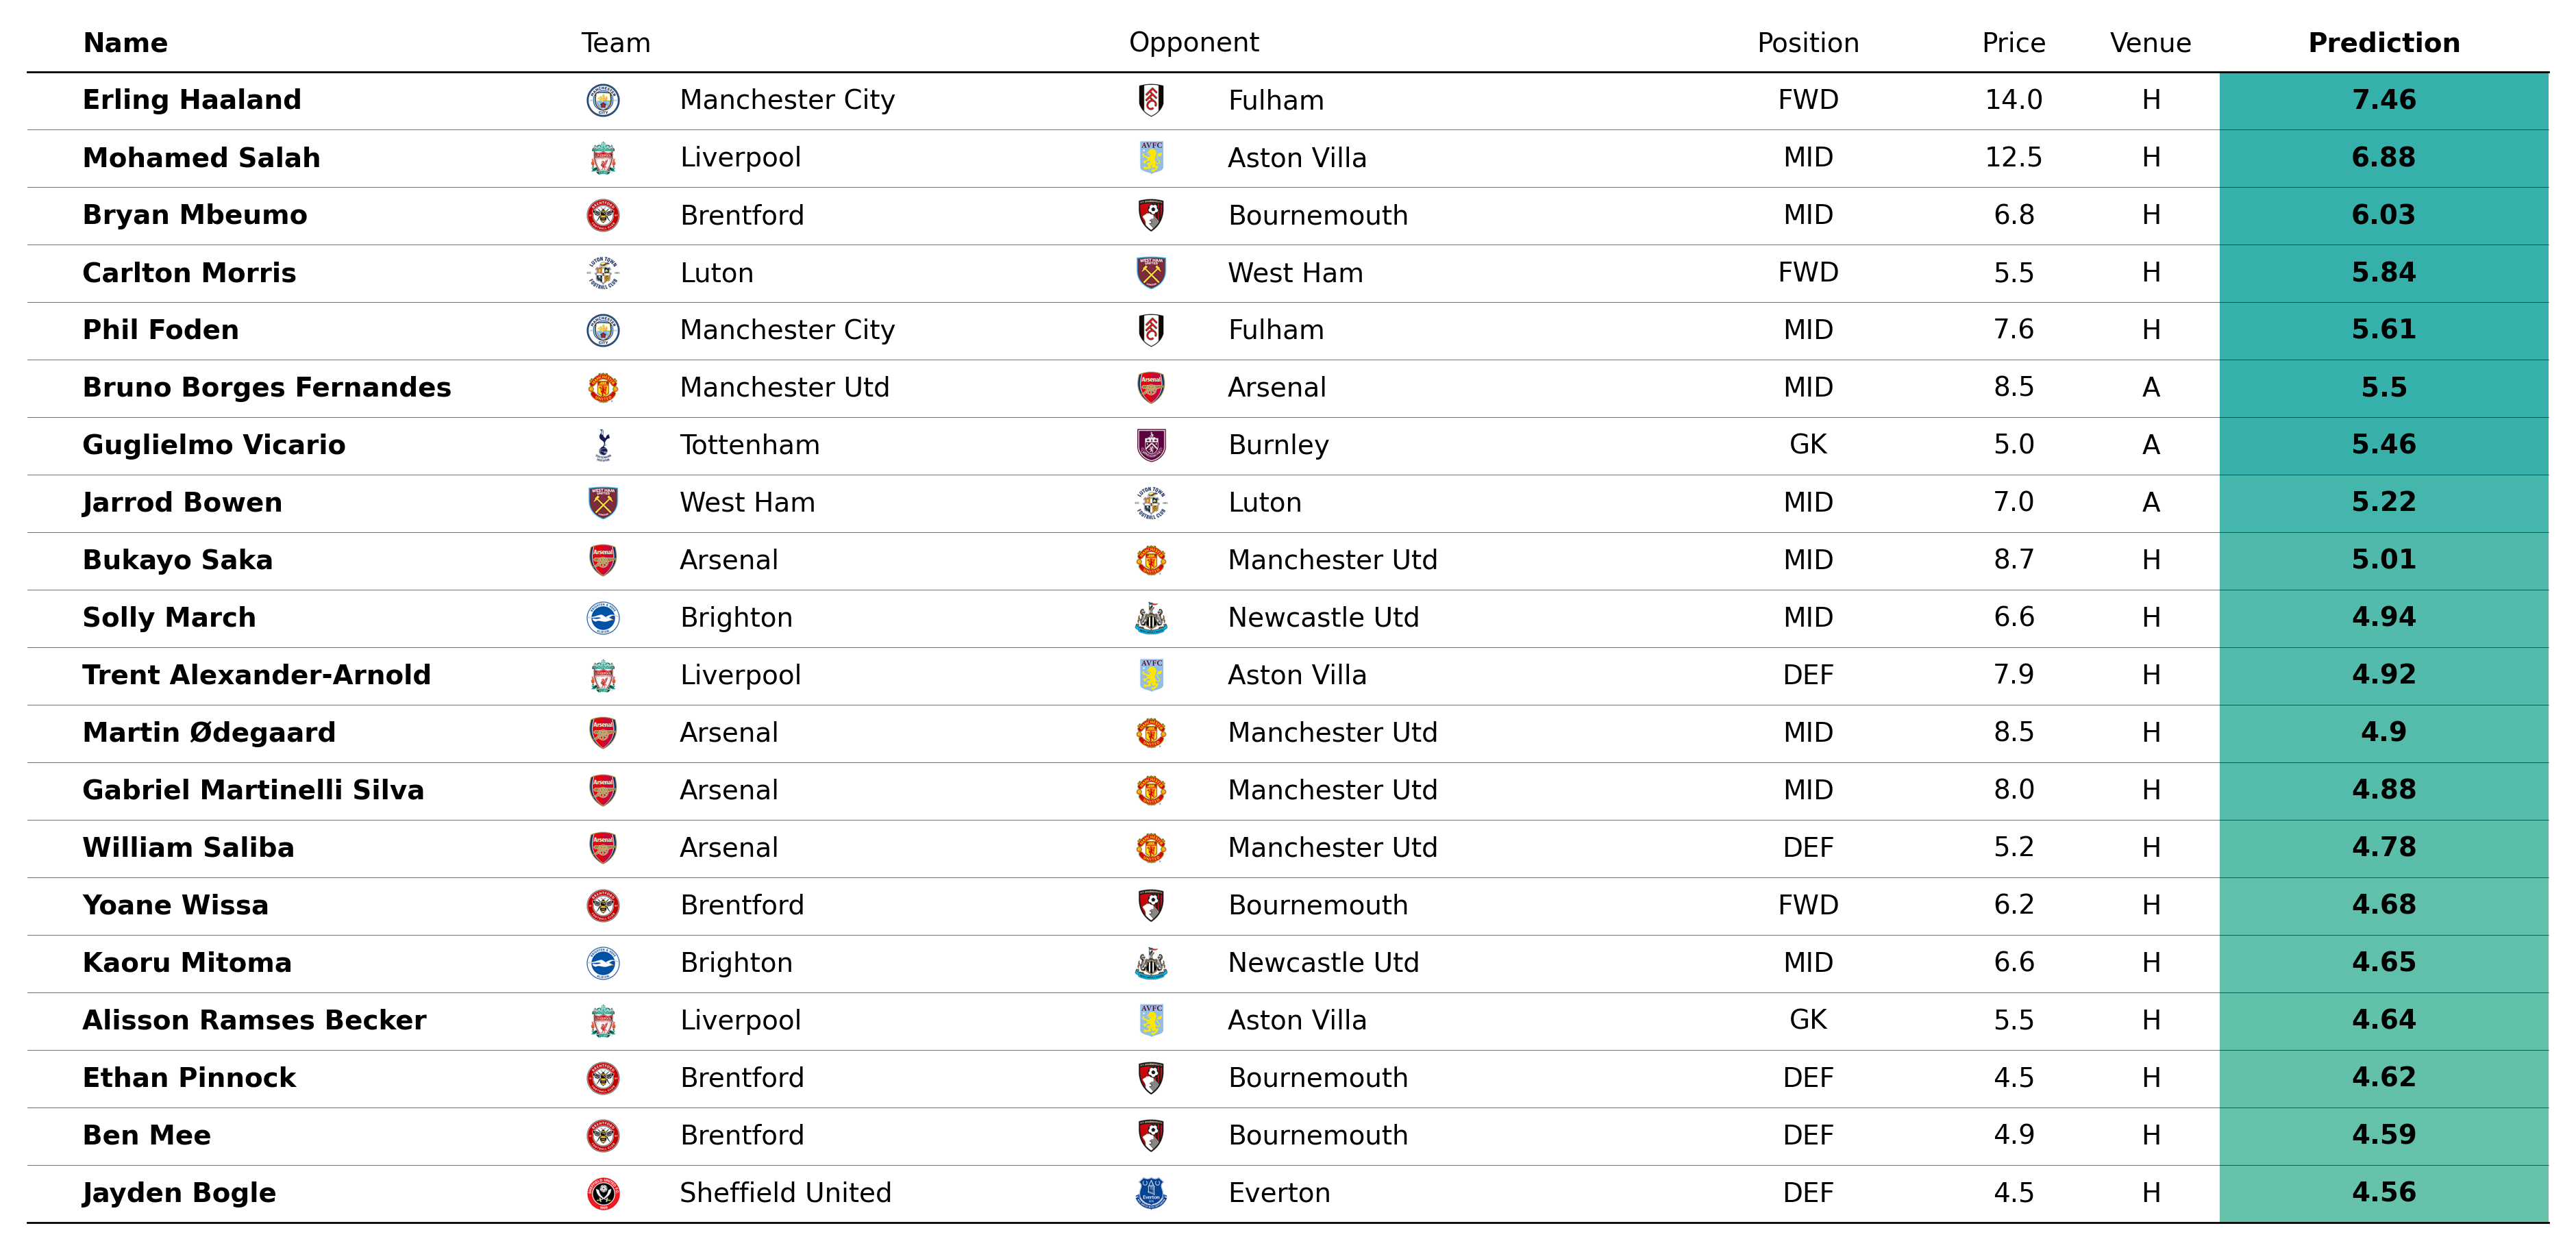 Name Team Opponent Position Price Venue Prediction
Erling Haaland Manchester City Fulham FWD 14.0 H 7.46
Mohamed Salah Liverpool Aston Villa MID 12.5 H 6.88
Bryan Mbeumo Brentford Bournemouth MID 6.8 H 6.03
Carlton Morris Luton West Ham FWD 5.5 H 5.84
Phil Foden Manchester City Fulham MID 7.6 H 5.61
Bruno Borges Fernandes Manchester Utd Arsenal MID 8.5 A 5.5
Guglielmo Vicario Tottenham Burnley GK 5.0 A 5.46
Jarrod Bowen West Ham Luton MID 7.0 A 5.22
Bukayo Saka Arsenal Manchester Utd MID 8.7 H 5.01
Solly March Brighton Newcastle Utd MID 6.6 H 4.94
Trent Alexander-Arnold Liverpool Aston Villa DEF 7.9 H 4.92
Martin Ødegaard Arsenal Manchester Utd MID 8.5 H 4.9
Gabriel Martinelli Silva Arsenal Manchester Utd MID 8.0 H 4.88
William Saliba Arsenal Manchester Utd DEF 5.2 H 4.78
Yoane Wissa Brentford Bournemouth FWD 6.2 H 4.68
Kaoru Mitoma Brighton Newcastle Utd MID 6.6 H 4.65
Alisson Ramses Becker Liverpool Aston Villa GK 5.5 H 4.64
Ethan Pinnock Brentford Bournemouth DEF 4.5 H 4.62
Ben Mee Brentford Bournemouth DEF 4.9 H 4.59
Jayden Bogle Sheffield United Everton DEF 4.5 H 4.56